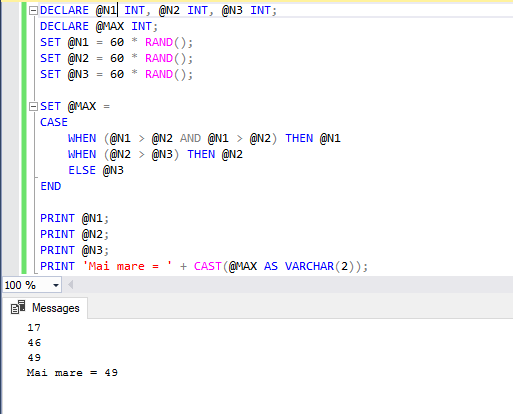 DECLARE @N1 INT, @N2 INT, @N3 INT;
DECLARE @MAX INT;
SET @N1 = 60 * RAND();
SET @N2 = 60 * RAND();
SET @N3 = 60 * RAND();
SET @MAX =
CASE
WHEN (@N1 > @N2 AND @N1 > @N2) THEN @N1
WHEN (@N2 > @N3) THEN @N2
ELSE @N3
END
PRINT @N1;
PRINT @N2;
PRINT @N3;
PRINT 'Mai mare = ' + CAST(@MAX AS VARCHAR(2));
100 %
Messages
17
46
49
Mai mare = 49